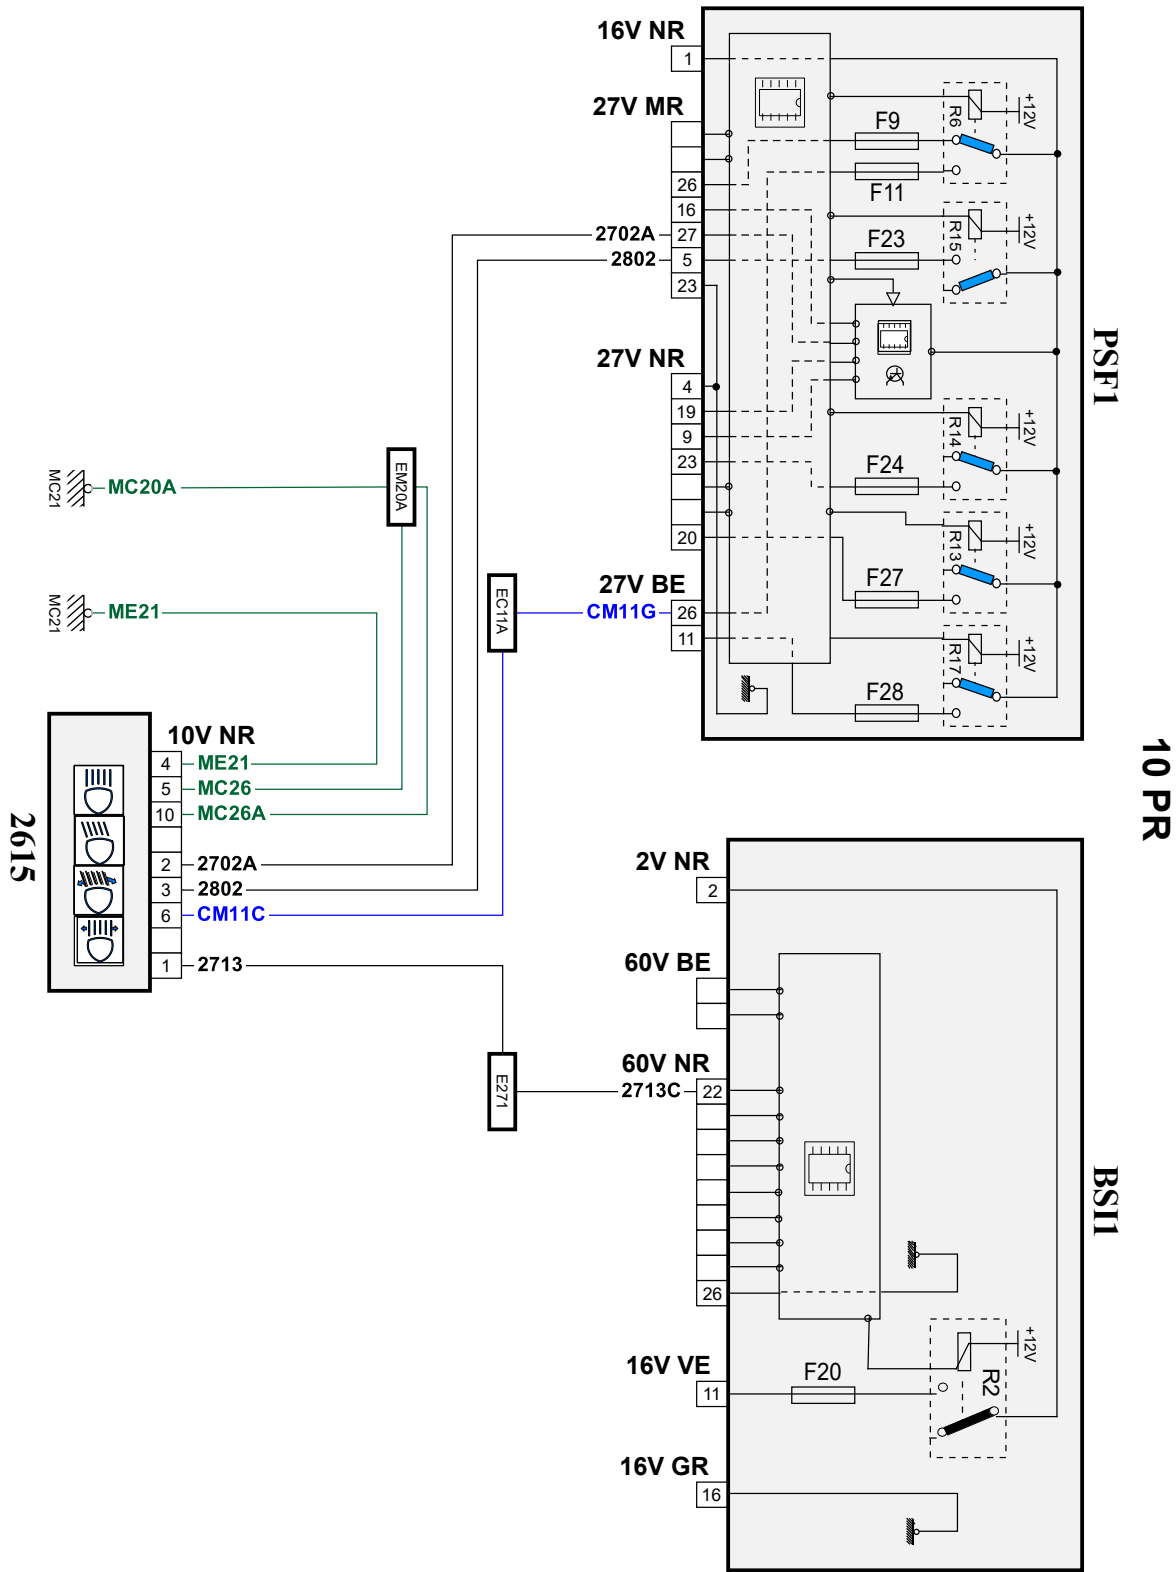 16V NR
1
27V MR
26
16
2702A
27
2802
5
23
27V NR
4
19
9
23
20
27V BE
CM11G
26
11
F9
F11
F23
F24
F27
F28
R6
+12V
R15
+12V
R14
+12V
R13
+12V
R17
+12V
PSF1
10 PR
MC21
MC20A
EM20A
MC21
ME21
EC11A
10V NR
4
ME21
5
MC26
10
MC26A
2
2702A
3
2802
6
CM11C
1
2713
2615
E271
2V NR
2
60V BE
60V NR
2713C
22
26
16V VE
11
F20
R2
+12V
16V GR
16
BSI1